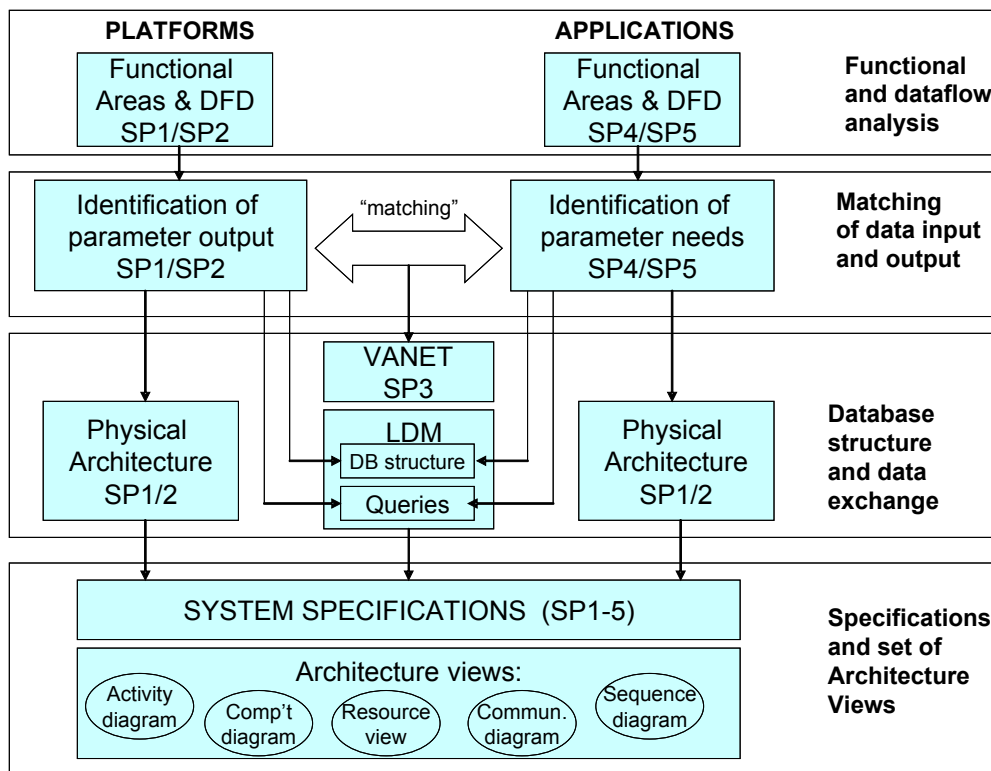 PLATFORMS
APPLICATIONS
Functional
Areas & DFD
SP1/SP2
Functional
Areas & DFD
SP4/SP5
Functional
and dataflow
analysis
Identification of
parameter output
SP1/SP2
“matching”
Identification of
parameter needs
SP4/SP5
Matching
of data input
and output
VANET
SP3
Physical
Architecture
SP1/2
LDM
DB structure
Queries
Physical
Architecture
SP1/2
Database
structure
and data
exchange
SYSTEM SPECIFICATIONS (SP1-5)
Architecture views:
Activity
diagram
Comp’t
diagram
Resource
view
Commun.
diagram
Sequence
diagram
Specifications
and set of
Architecture
Views